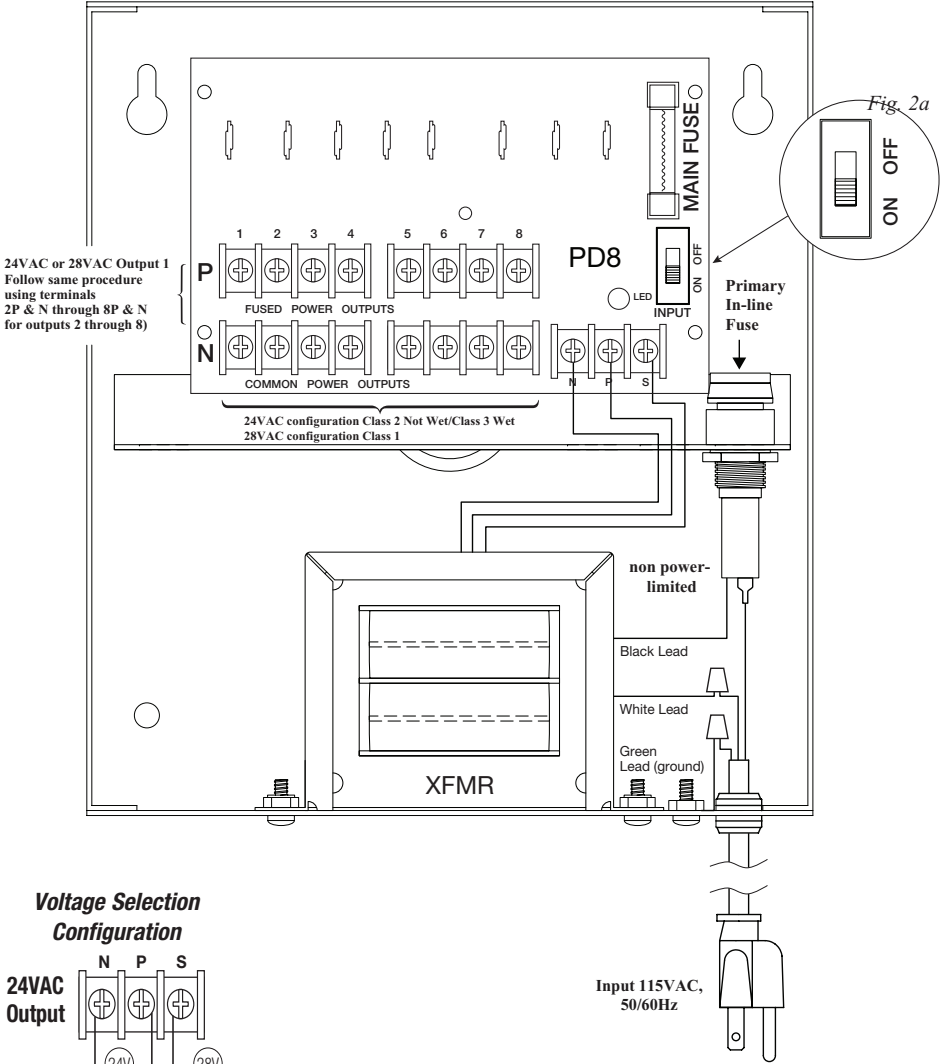 Fig. 2a
OFF
ON
MAIN FUSE
1 2 3 4 5 6 7 8
P
PD8
OFF
ON
LED
INPUT
FUSED POWER OUTPUTS
24VAC or 28VAC Output 1
Follow same procedure
using terminals
2P & N through 8P & N
for outputs 2 through 8)
Primary
In-line
Fuse
N
COMMON POWER OUTPUTS
N P S
24VAC configuration Class 2 Not Wet/Class 3 Wet
28VAC configuration Class 1
non power-
limited
Black Lead
White Lead
Green
Lead (ground)
XFMR
Voltage Selection
Configuration
N P S
24VAC
Output
24V 28V
Input 115VAC,
50/60Hz